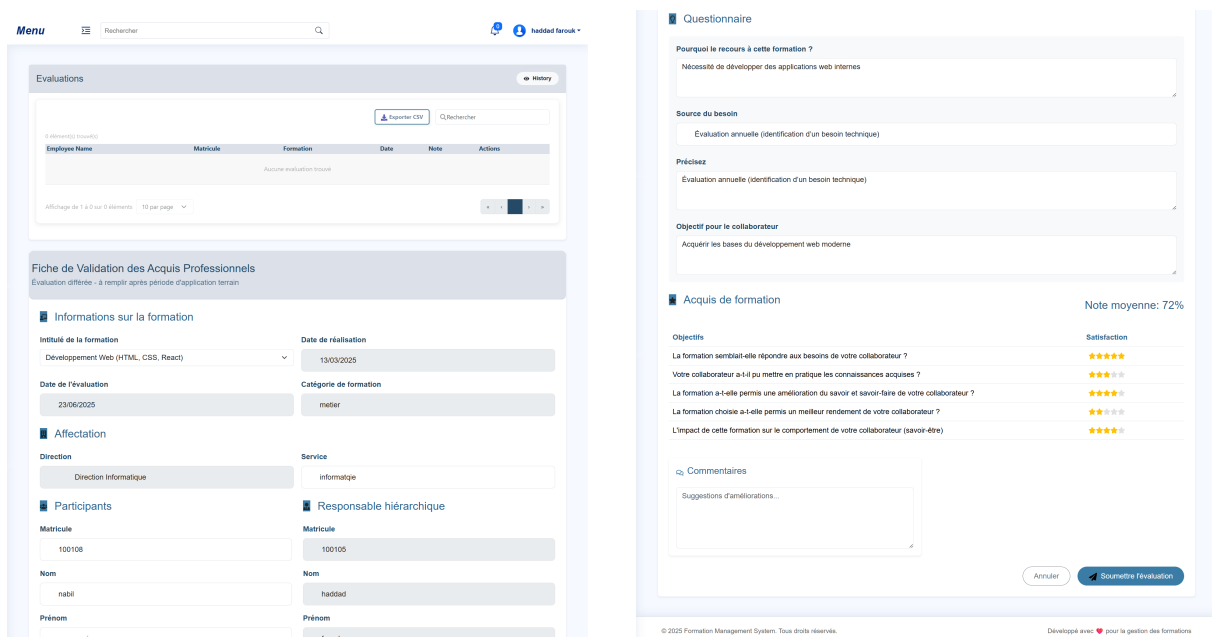 Menu
Rechercher
0
haddad farouk
Evaluations
History
Exporter CSV
Rechercher
0 élément(s) trouvé(s)
Employee Name Matricule Formation Date Note Actions
Aucune evaluation trouvé
Affichage de 1 à 0 sur 0 éléments 10 par page
« ‹ › »
Fiche de Validation des Acquis Professionnels
Évaluation différée - à remplir après période d'application terrain
Informations sur la formation
Intitulé de la formation Date de réalisation
Développement Web (HTML, CSS, React) 13/03/2025
Date de l'évaluation Catégorie de formation
23/06/2025 metier
Affectation
Direction Service
Direction Informatique informatqie
Participants Responsable hiérarchique
Matricule Matricule
100108 100105
Nom Nom
nabil haddad
Prénom Prénom
Questionnaire
Pourquoi le recours à cette formation ?
Nécessité de développer des applications web internes
Source du besoin
Évaluation annuelle (identification d'un besoin technique)
Précisez
Évaluation annuelle (identification d'un besoin technique)
Objectif pour le collaborateur
Acquérir les bases du développement web moderne
Acquis de formation
Note moyenne: 72%
Objectifs Satisfaction
La formation semblait-elle répondre aux besoins de votre collaborateur ?
Votre collaborateur a-t-il pu mettre en pratique les connaissances acquises ?
La formation a-t-elle permis une amélioration du savoir et savoir-faire de votre collaborateur ?
La formation choisie a-t-elle permis un meilleur rendement de votre collaborateur ?
L'impact de cette formation sur le comportement de votre collaborateur (savoir-être)
Commentaires
Suggestions d'améliorations...
Annuler Soumettre l'évaluation
© 2025 Formation Management System. Tous droits réservés. Développé avec ❤ pour la gestion des formations